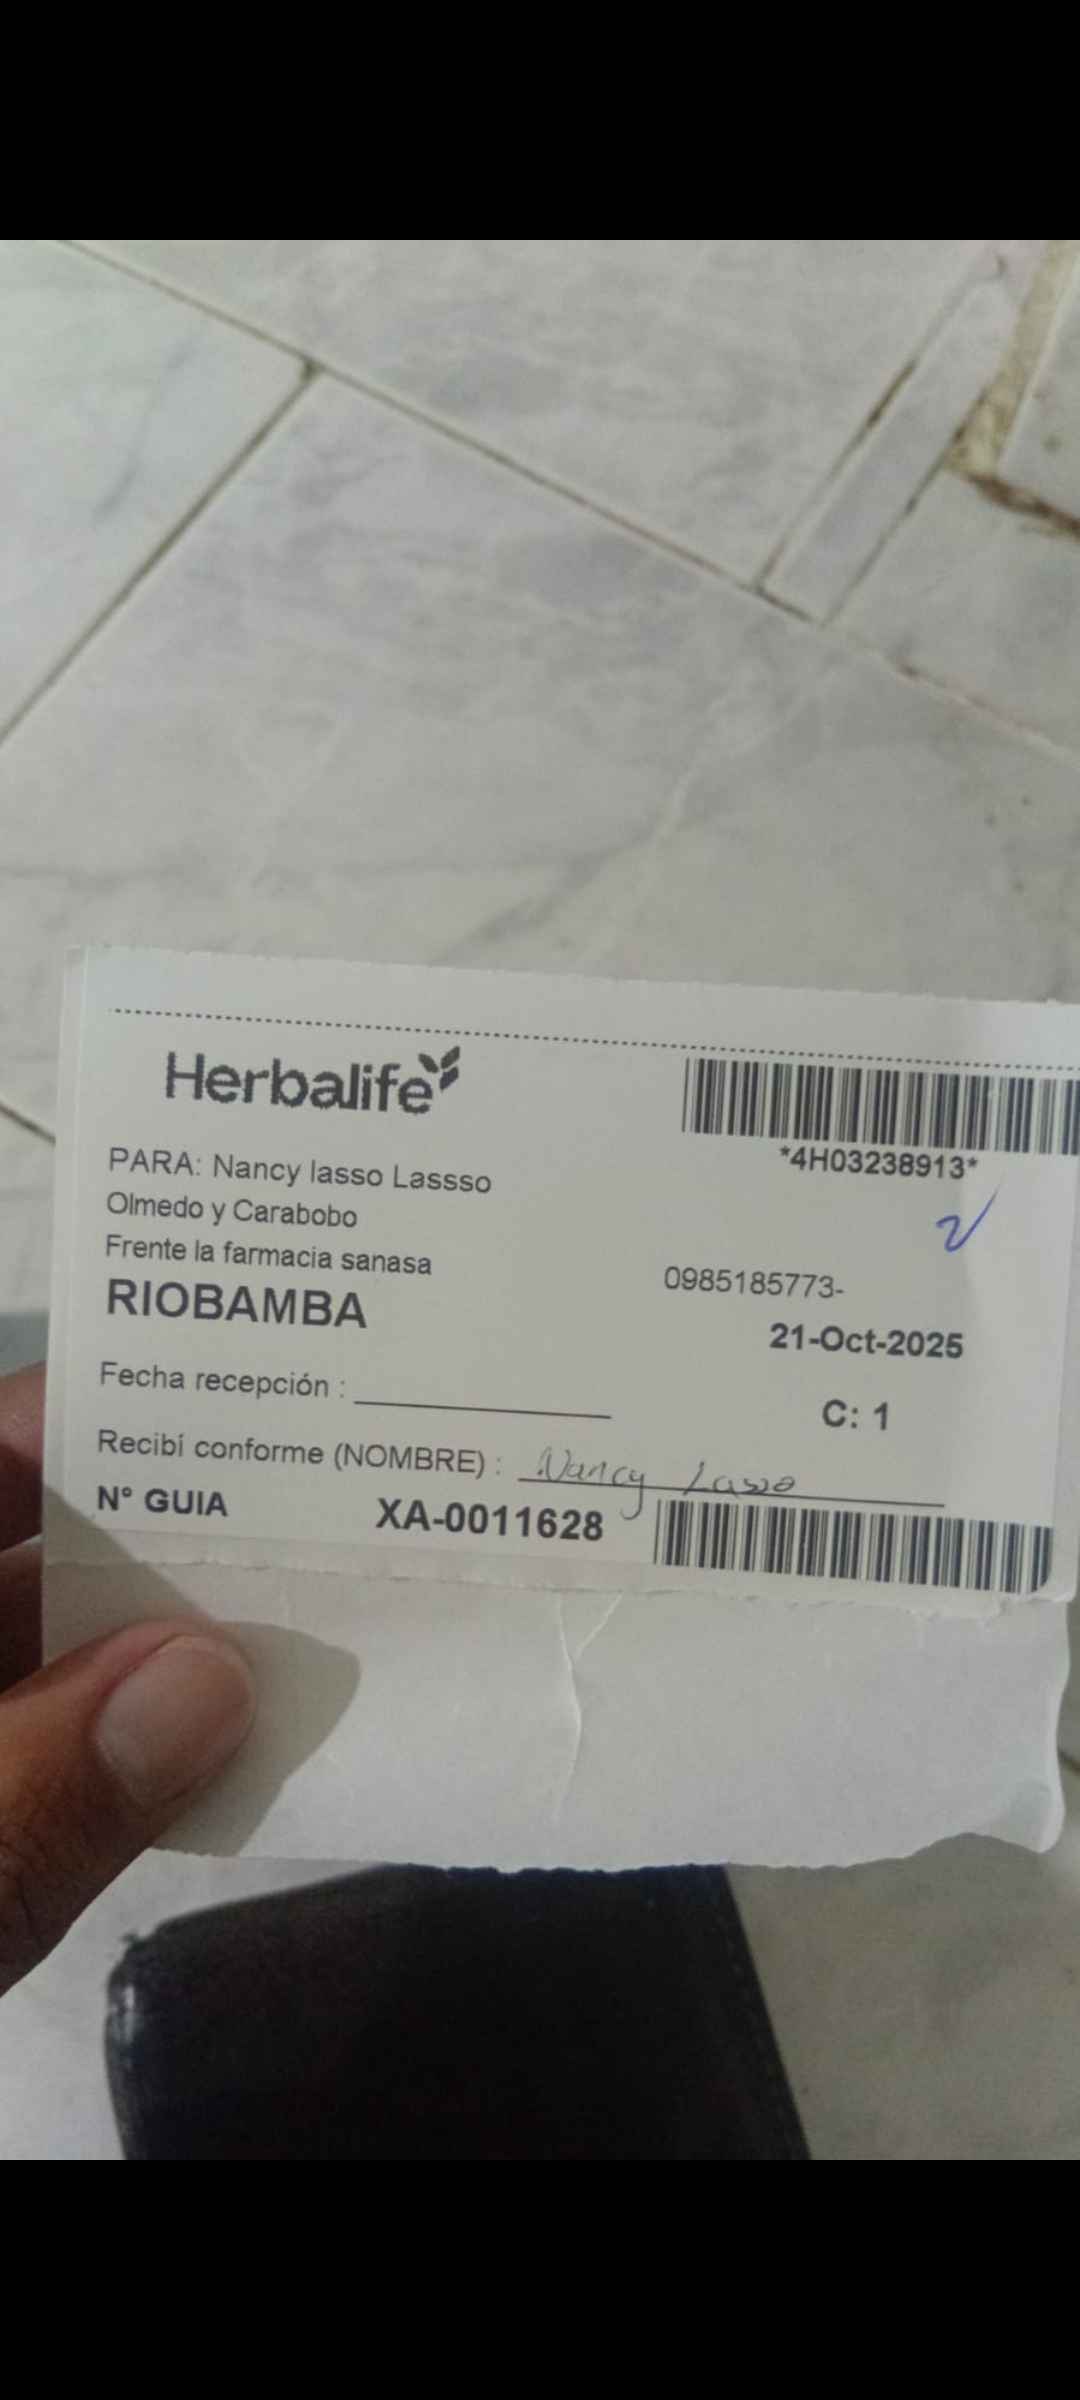 Herbalife
*4H03238913*
PARA: Nancy lasso Lassso
Olmedo y Carabobo
Frente la farmacia sanasa
0985185773-
RIOBAMBA
21-Oct-2025
Fecha recepción :
C: 1
Recibí conforme (NOMBRE) : Nancy Lasso
N° GUIA XA-0011628